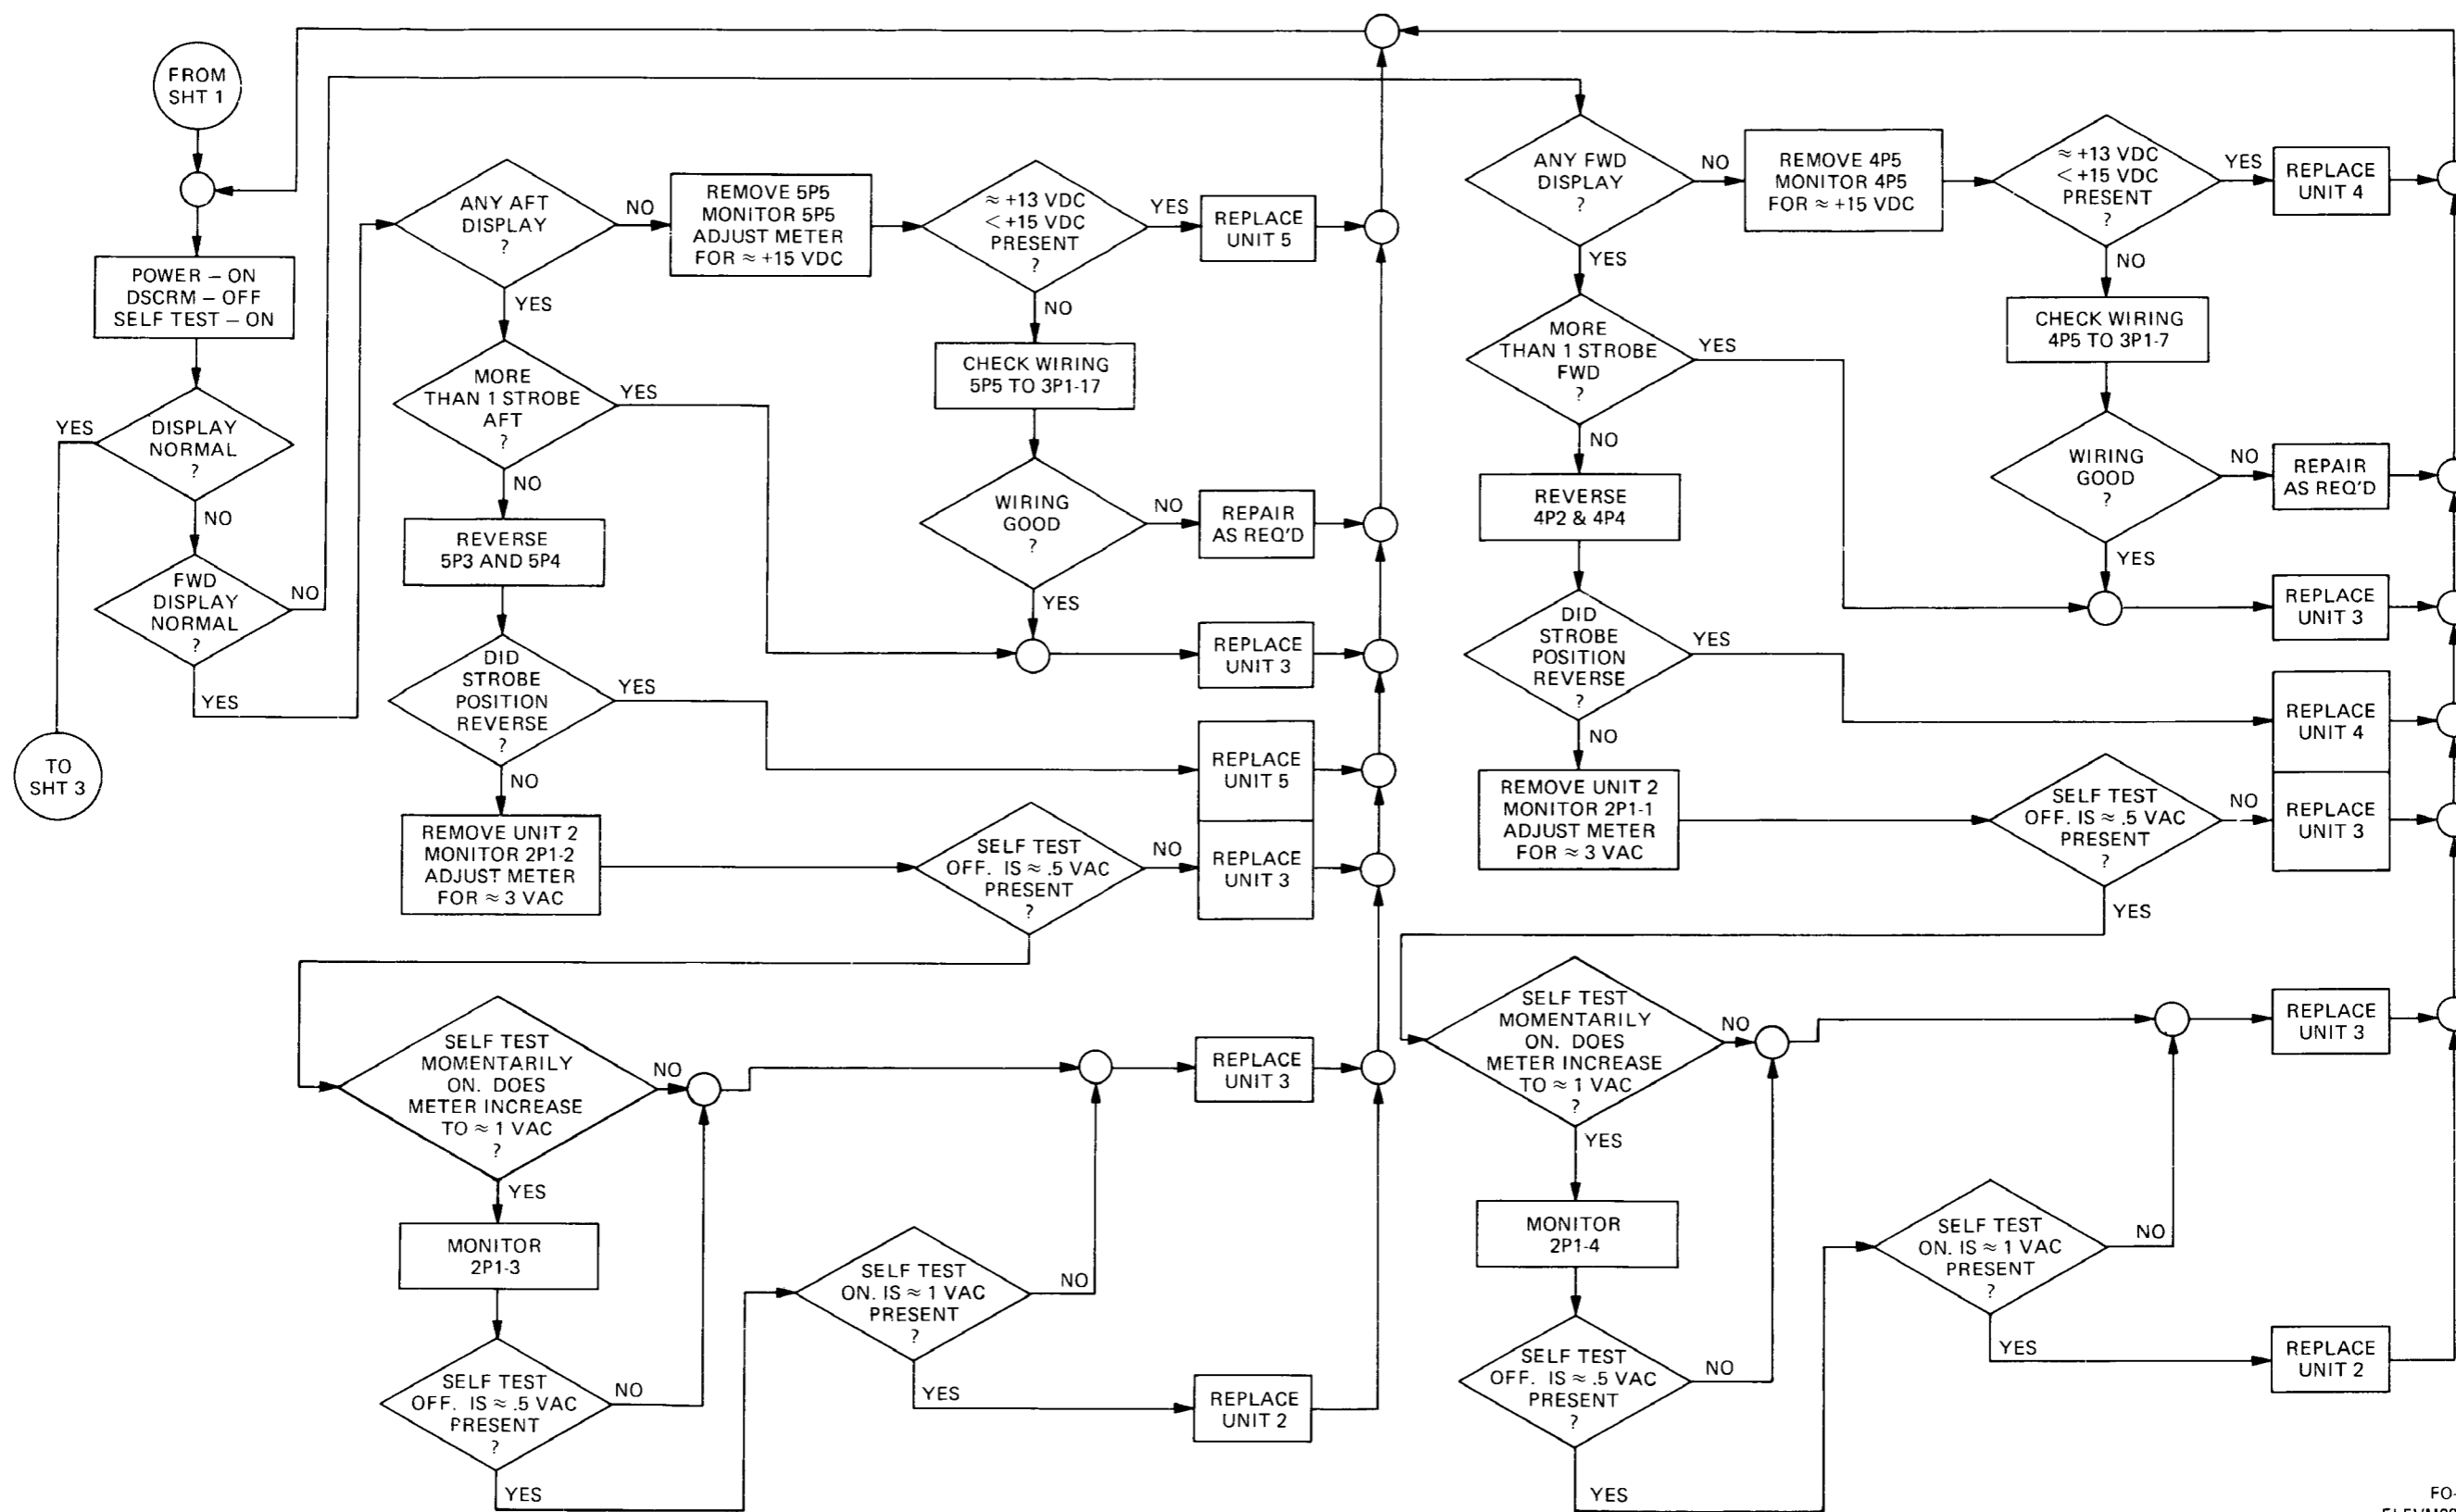 FROM
SHT 1
POWER – ON
DSCRM – OFF
SELF TEST – ON
DISPLAY
NORMAL
?
YES
NO
FWD
DISPLAY
NORMAL
?
NO
YES
TO
SHT 3
ANY AFT
DISPLAY
?
NO
YES
REMOVE 5P5
MONITOR 5P5
ADJUST METER
FOR ≈ +15 VDC
≈ +13 VDC
< +15 VDC
PRESENT
?
YES
NO
REPLACE
UNIT 5
MORE
THAN 1 STROBE
AFT
?
YES
NO
CHECK WIRING
5P5 TO 3P1-17
WIRING
GOOD
?
NO
YES
REPAIR
AS REQ'D
REVERSE
5P3 AND 5P4
REPLACE
UNIT 3
DID
STROBE
POSITION
REVERSE
?
YES
NO
REPLACE
UNIT 5
REMOVE UNIT 2
MONITOR 2P1-2
ADJUST METER
FOR ≈ 3 VAC
SELF TEST
OFF. IS ≈ .5 VAC
PRESENT
?
NO
REPLACE
UNIT 3
SELF TEST
MOMENTARILY
ON. DOES
METER INCREASE
TO ≈ 1 VAC
?
NO
YES
REPLACE
UNIT 3
MONITOR
2P1-3
SELF TEST
OFF. IS ≈ .5 VAC
PRESENT
?
NO
YES
SELF TEST
ON. IS ≈ 1 VAC
PRESENT
?
NO
YES
REPLACE
UNIT 2
ANY FWD
DISPLAY
?
NO
YES
REMOVE 4P5
MONITOR 4P5
FOR ≈ +15 VDC
≈ +13 VDC
< +15 VDC
PRESENT
?
YES
NO
REPLACE
UNIT 4
MORE
THAN 1 STROBE
FWD
?
YES
NO
CHECK WIRING
4P5 TO 3P1-7
WIRING
GOOD
?
NO
YES
REPAIR
AS REQ'D
REVERSE
4P2 & 4P4
REPLACE
UNIT 3
DID
STROBE
POSITION
REVERSE
?
YES
NO
REPLACE
UNIT 4
REMOVE UNIT 2
MONITOR 2P1-1
ADJUST METER
FOR ≈ 3 VAC
SELF TEST
OFF. IS ≈ .5 VAC
PRESENT
?
NO
YES
REPLACE
UNIT 3
SELF TEST
MOMENTARILY
ON. DOES
METER INCREASE
TO ≈ 1 VAC
?
NO
YES
REPLACE
UNIT 3
MONITOR
2P1-4
SELF TEST
OFF. IS ≈ .5 VAC
PRESENT
?
NO
YES
SELF TEST
ON. IS ≈ 1 VAC
PRESENT
?
NO
YES
REPLACE
UNIT 2
FO-